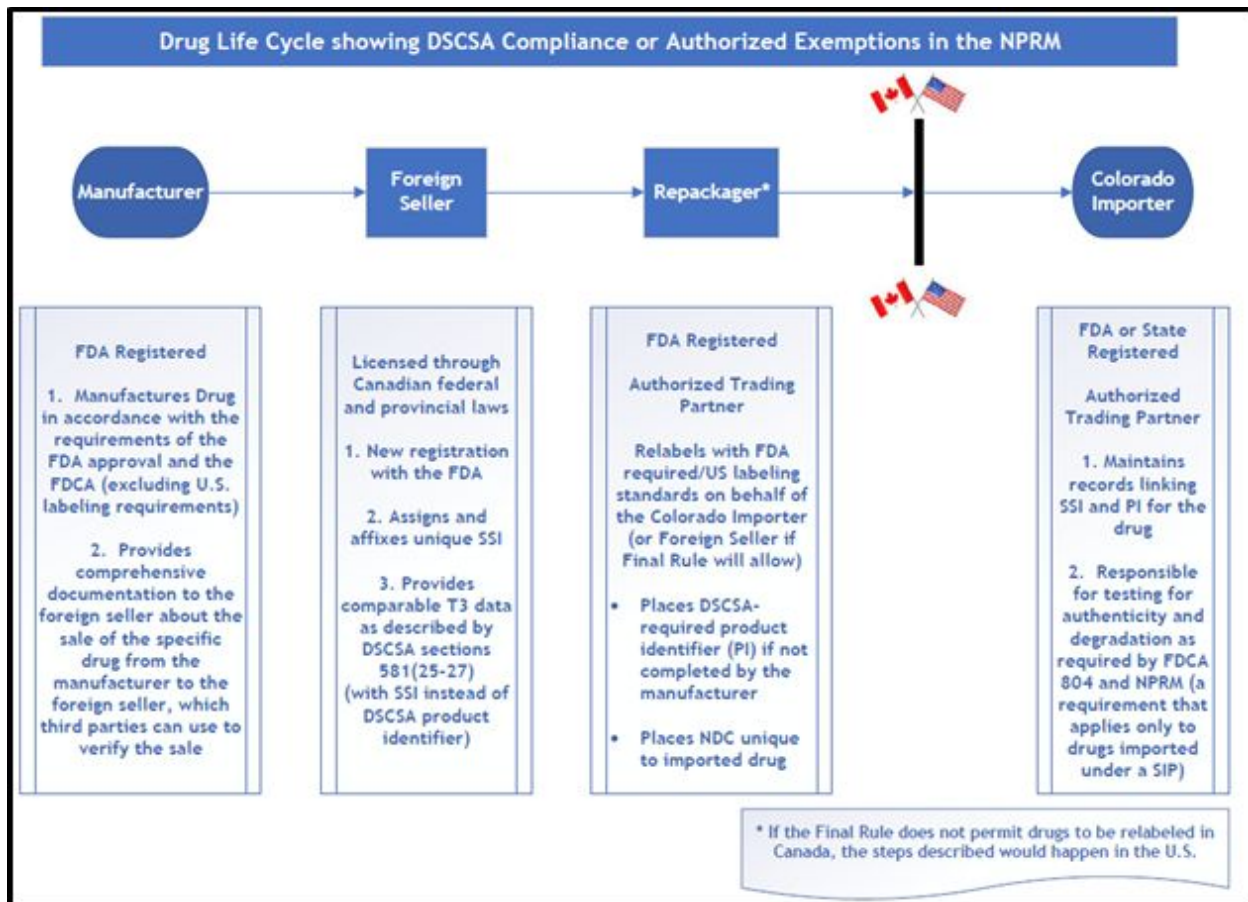 Drug Life Cycle showing DSCSA Compliance or Authorized Exemptions in the NPRM
Manufacturer
Foreign
Seller
Repackager*
Colorado
Importer
FDA Registered
1. Manufactures Drug
in accordance with the
requirements of the
FDA approval and the
FDCA (excluding U.S.
labeling requirements)
2. Provides
comprehensive
documentation to the
foreign seller about the
sale of the specific
drug from the
manufacturer to the
foreign seller, which
third parties can use to
verify the sale
Licensed through
Canadian federal
and provincial laws
1. New registration
with the FDA
2. Assigns and
affixes unique SSI
3. Provides
comparable T3 data
as described by
DSCSA sections
581(25-27)
(with SSI instead of
DSCSA product
identifier)
FDA Registered
Authorized Trading
Partner
Relabels with FDA
required/US labeling
standards on behalf of
the Colorado Importer
(or Foreign Seller if
Final Rule will allow)
• Places DSCSA-
required product
identifier (PI) if not
completed by the
manufacturer
• Places NDC unique
to imported drug
FDA or State
Registered
Authorized
Trading Partner
1. Maintains
records linking
SSI and PI for the
drug
2. Responsible
for testing for
authenticity and
degradation as
required by FDCA
804 and NPRM (a
requirement that
applies only to
drugs imported
under a SIP)
* If the Final Rule does not permit drugs to be relabeled in
Canada, the steps described would happen in the U.S.